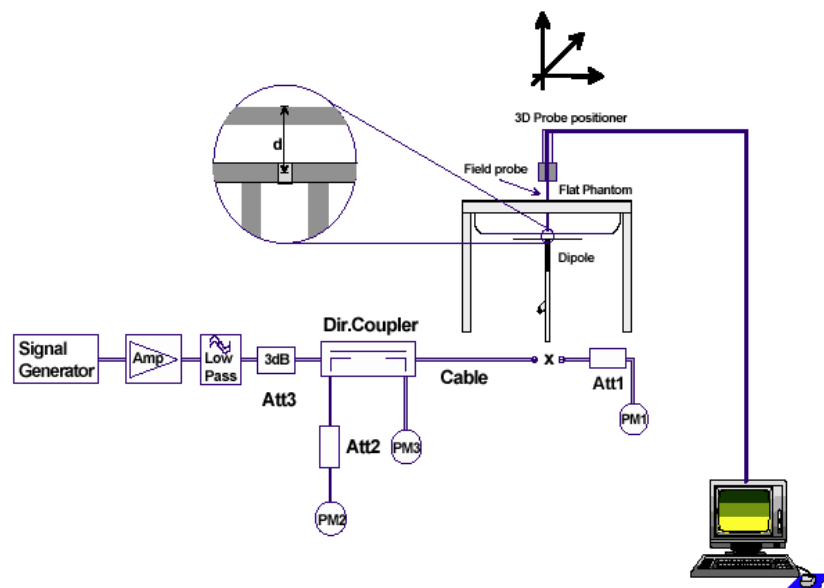 3D Probe positioner
d
Field probe
Flat Phantom
Dipole
Dir.Coupler
Signal
Generator
Amp
Low
Pass
3dB
Att3
Cable
x
Att1
PM1
Att2
PM3
PM2